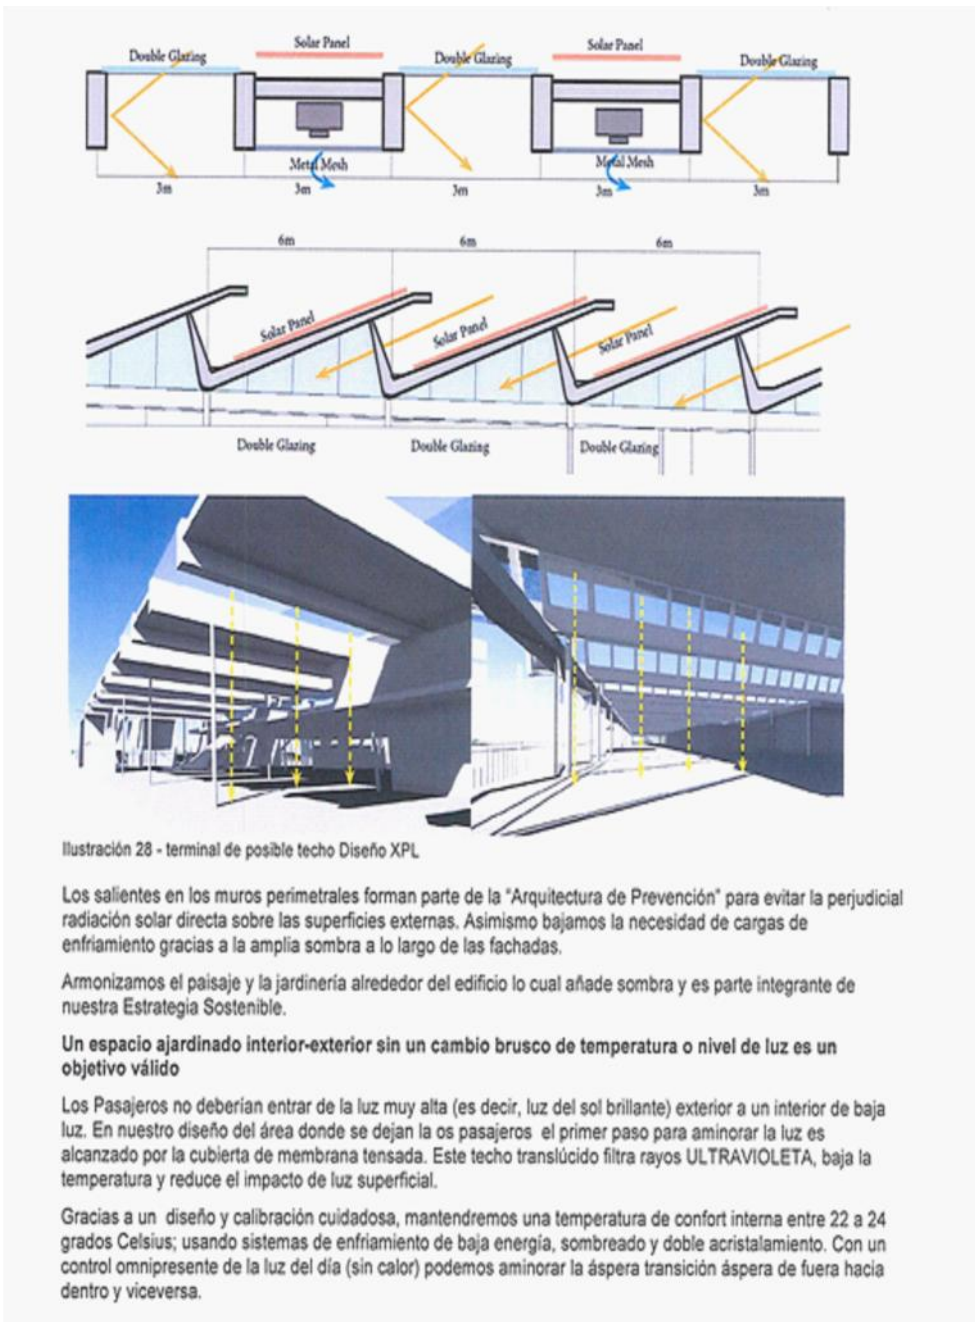 Double Glazing Solar Panel Double Glazing Solar Panel Double Glazing
Metal Mesh Metal Mesh
3m 3m 3m 3m 3m
6m 6m 6m
Solar Panel Solar Panel Solar Panel
Double Glazing Double Glazing Double Glazing
Ilustración 28 - terminal de posible techo Diseño XPL
Los salientes en los muros perimetrales forman parte de la "Arquitectura de Prevención" para evitar la perjudicial
radiación solar directa sobre las superficies externas. Asimismo bajamos la necesidad de cargas de
enfriamiento gracias a la amplia sombra a lo largo de las fachadas.
Armonizamos el paisaje y la jardinería alrededor del edificio lo cual añade sombra y es parte integrante de
nuestra Estrategia Sostenible.
Un espacio ajardinado interior-exterior sin un cambio brusco de temperatura o nivel de luz es un
objetivo válido
Los Pasajeros no deberían entrar de la luz muy alta (es decir, luz del sol brillante) exterior a un interior de baja
luz. En nuestro diseño del área donde se dejan la os pasajeros el primer paso para aminorar la luz es
alcanzado por la cubierta de membrana tensada. Este techo translúcido filtra rayos ULTRAVIOLETA, baja la
temperatura y reduce el impacto de luz superficial.
Gracias a un diseño y calibración cuidadosa, mantendremos una temperatura de confort interna entre 22 a 24
grados Celsius; usando sistemas de enfriamiento de baja energía, sombreado y doble acristalamiento. Con un
control omnipresente de la luz del día (sin calor) podemos aminorar la áspera transición áspera de fuera hacia
dentro y viceversa.